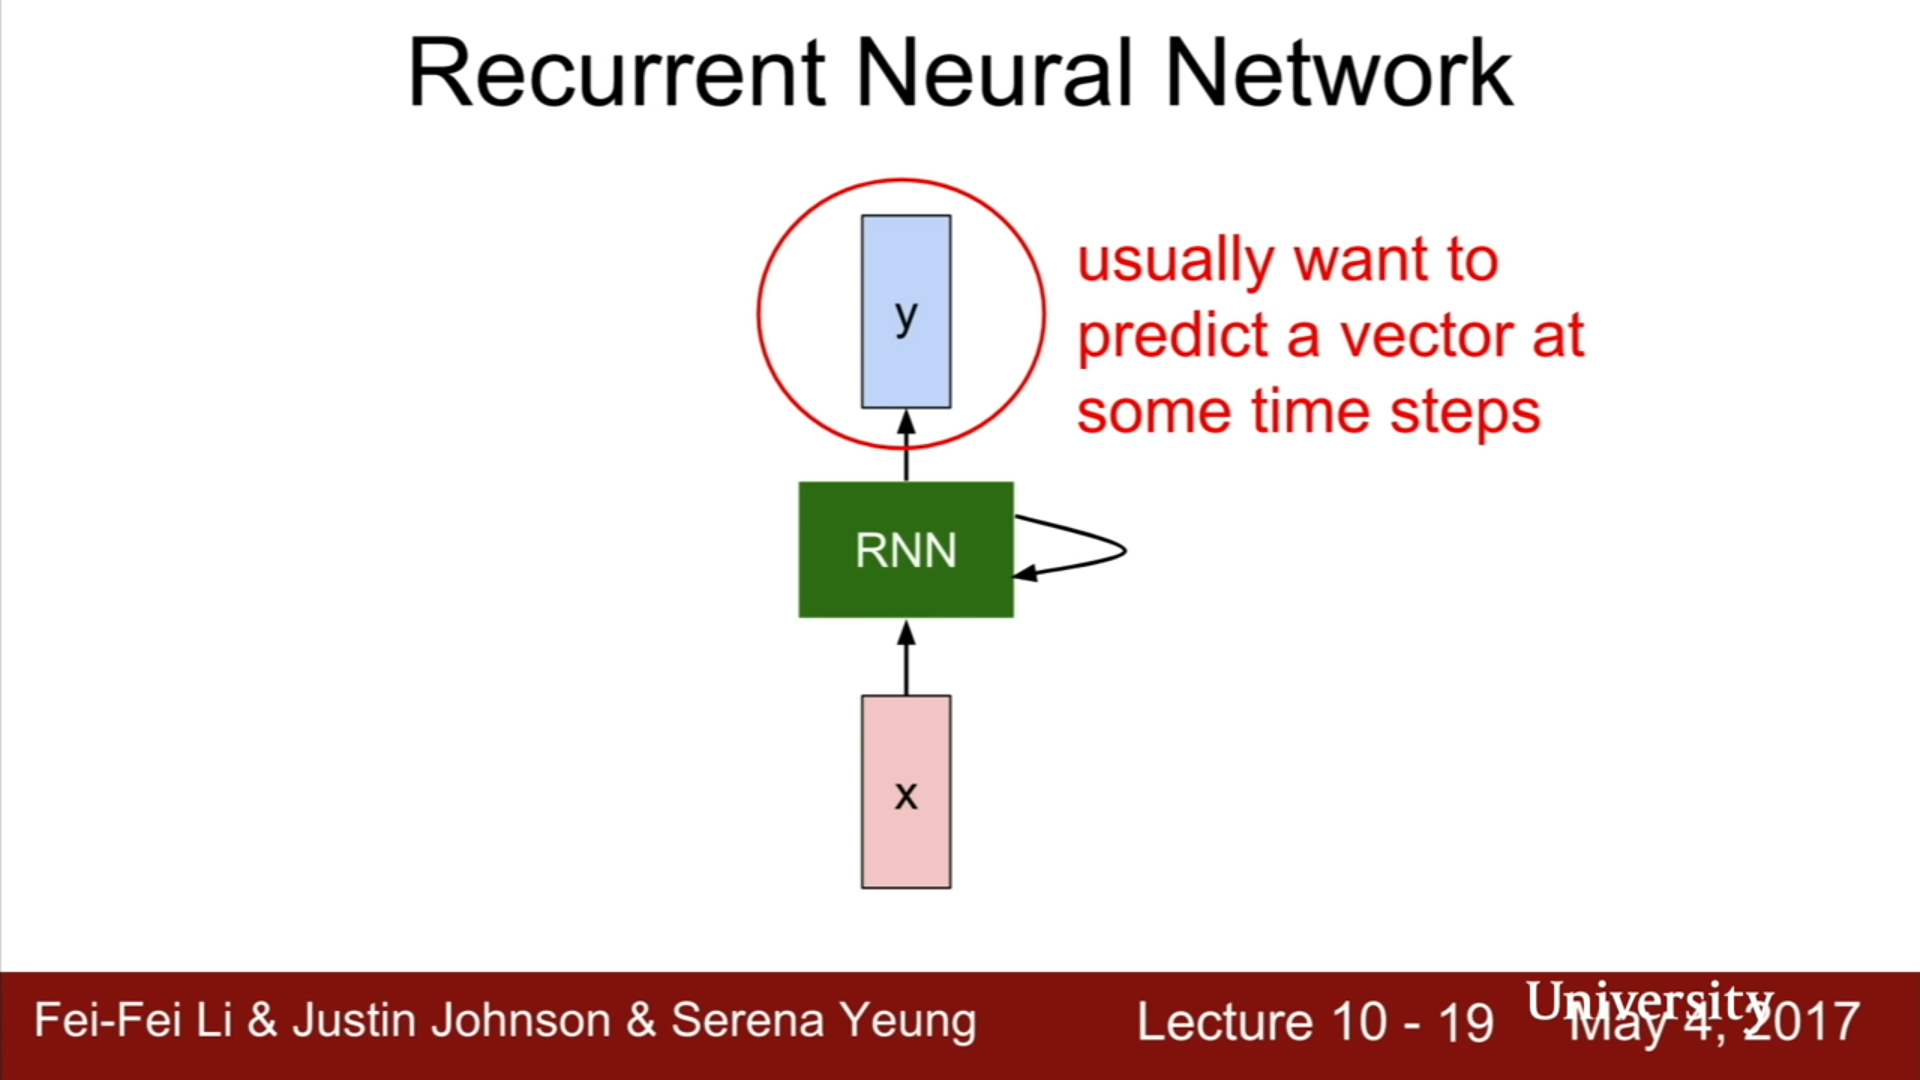 Recurrent Neural Network
y
usually want to
predict a vector at
some time steps
RNN
x
Fei-Fei Li & Justin Johnson & Serena Yeung
Lecture 10 - 19
University
May 4, 2017